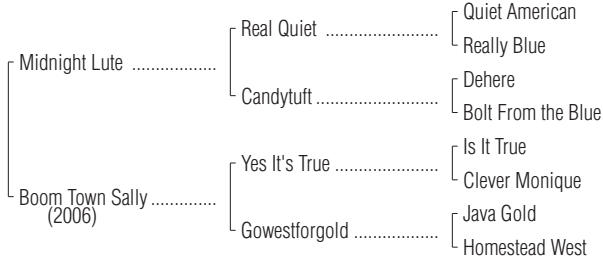 Quiet American
Real Quiet ....................
Really Blue
Midnight Lute ..................
Dehere
Candytuft ......................
Bolt From the Blue
Is It True
Yes It's True ...................
Clever Monique
Boom Town Sally .............
(2006)
Java Gold
Gowestforgold ...............
Homestead West